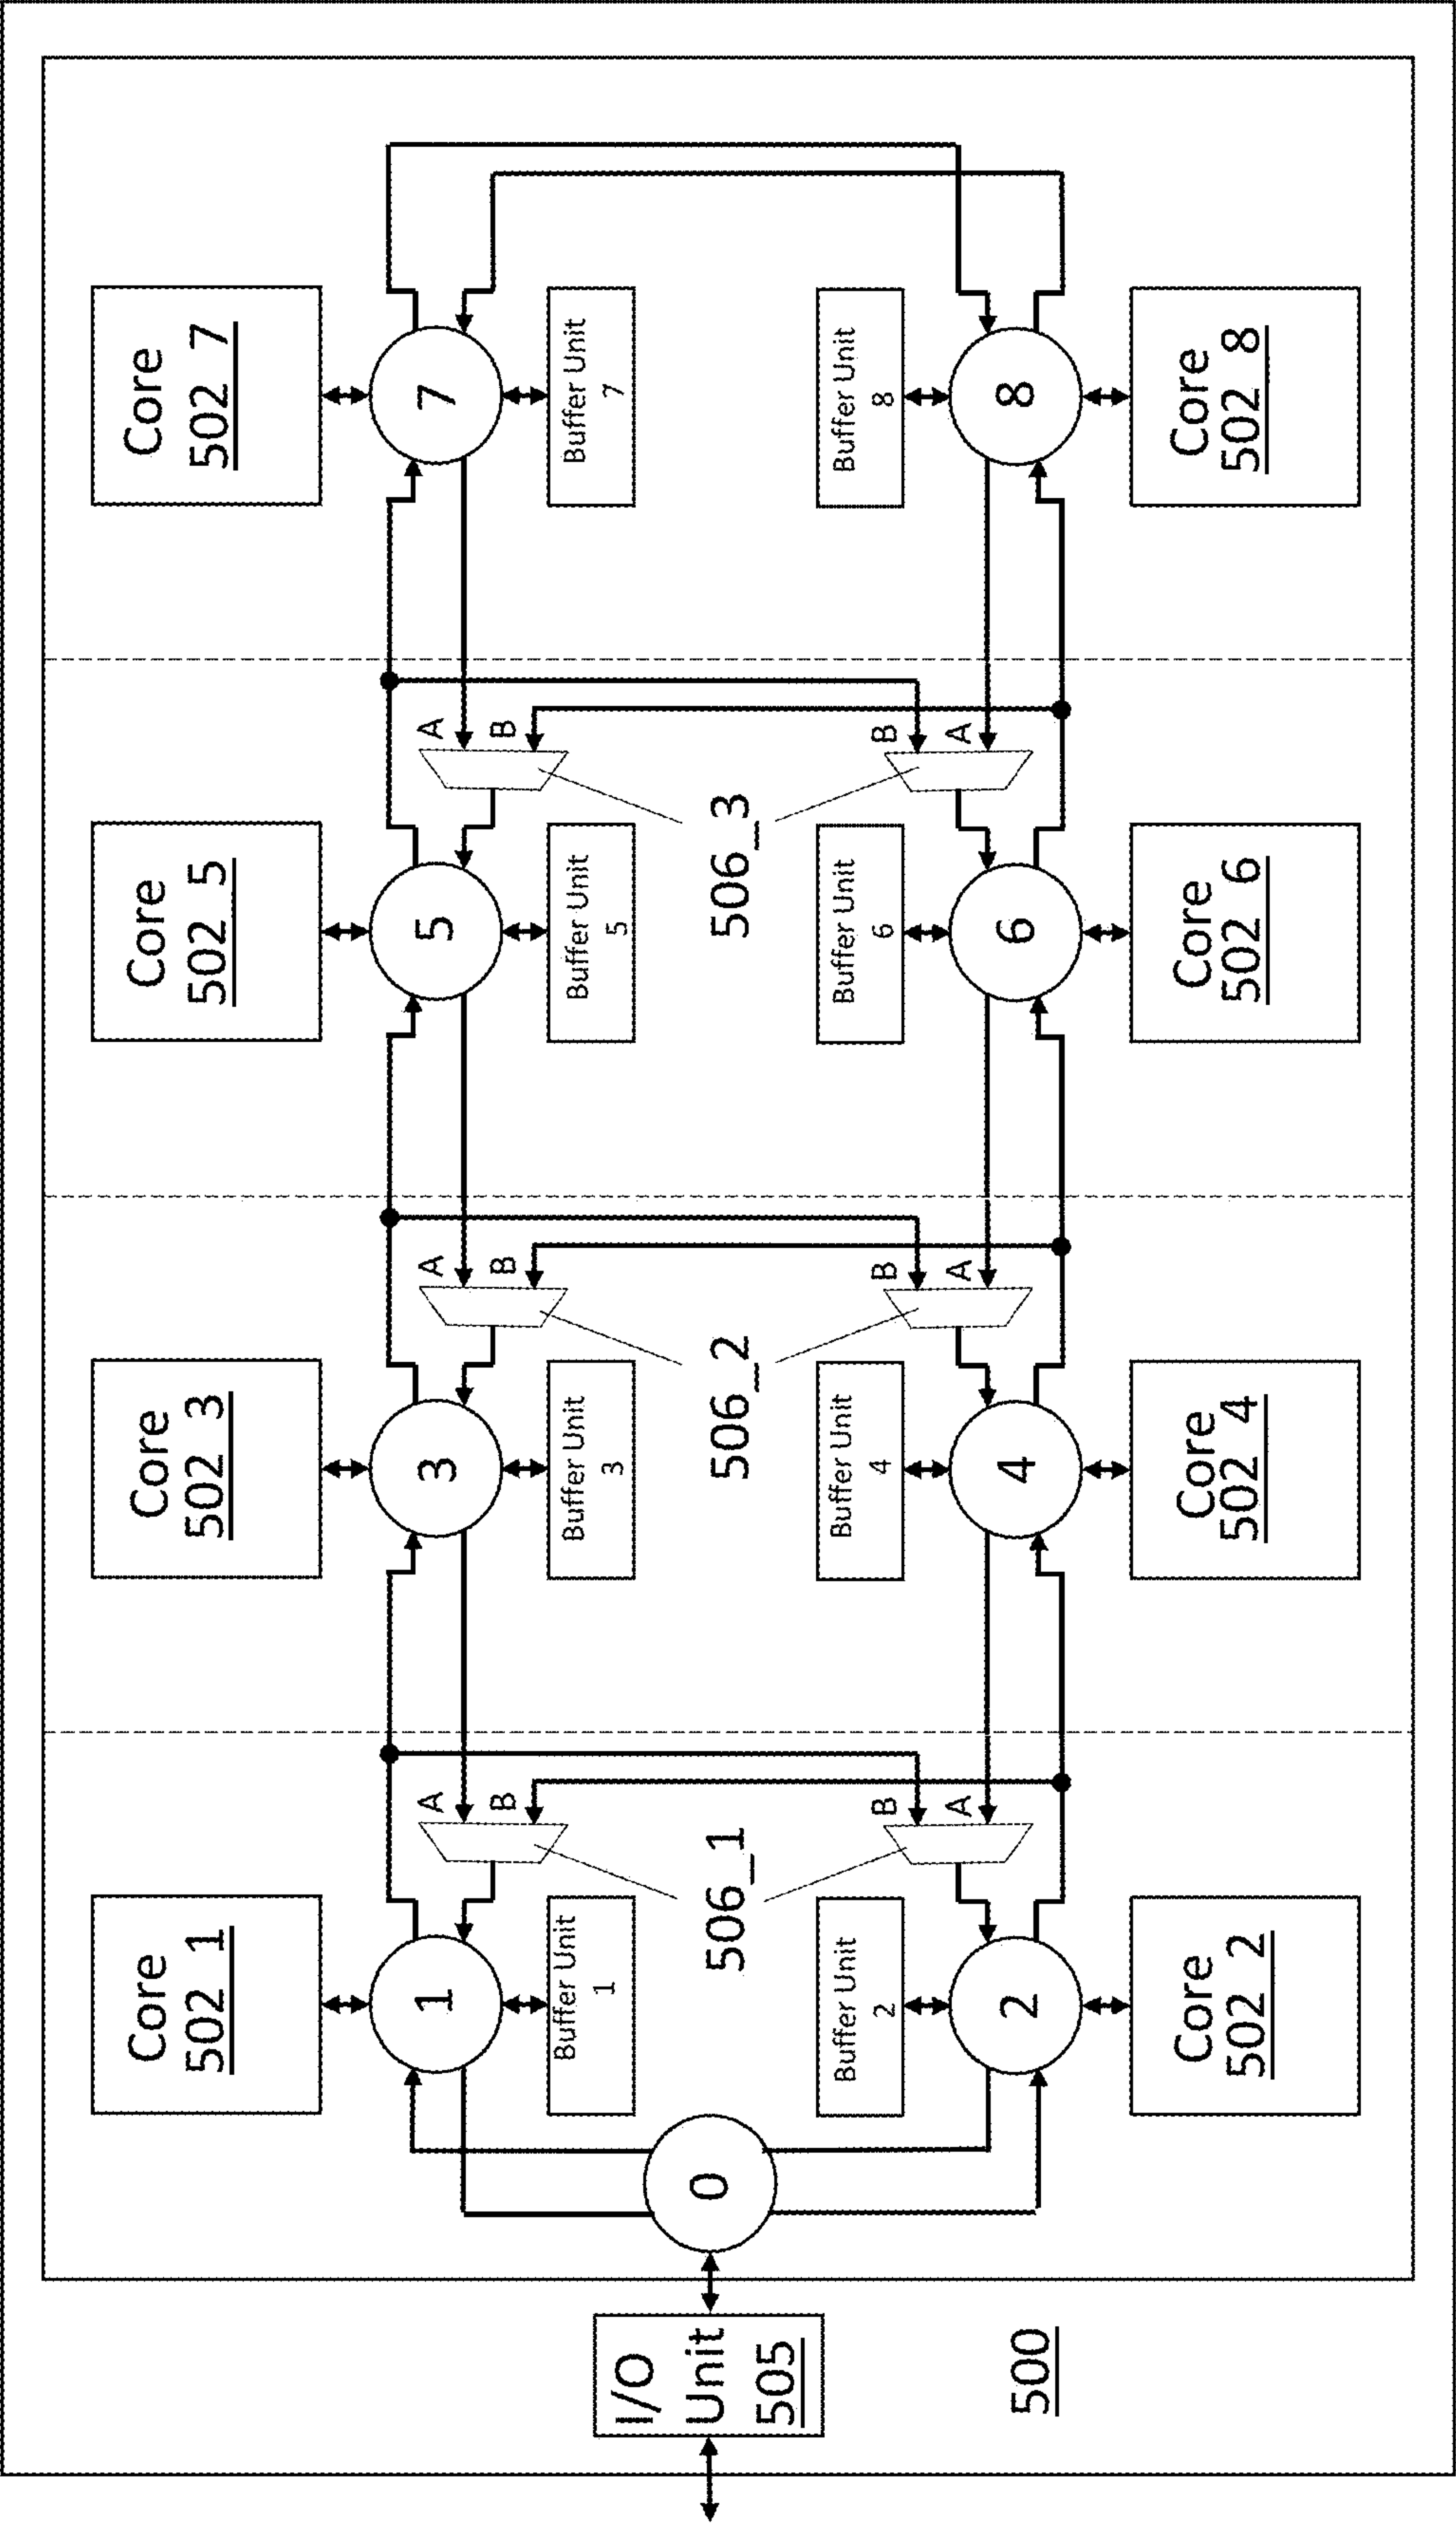 Core
502_1
Core
502_3
Core
502_5
Core
502_7
1
3
5
7
A
B
A
B
A
B
Buffer Unit
1
Buffer Unit
3
Buffer Unit
5
Buffer Unit
7
I/O
Unit
505
0
506_1
506_2
506_3
Buffer Unit
2
Buffer Unit
4
Buffer Unit
6
Buffer Unit
8
B
A
B
A
B
A
2
4
6
8
500
Core
502_2
Core
502_4
Core
502_6
Core
502_8